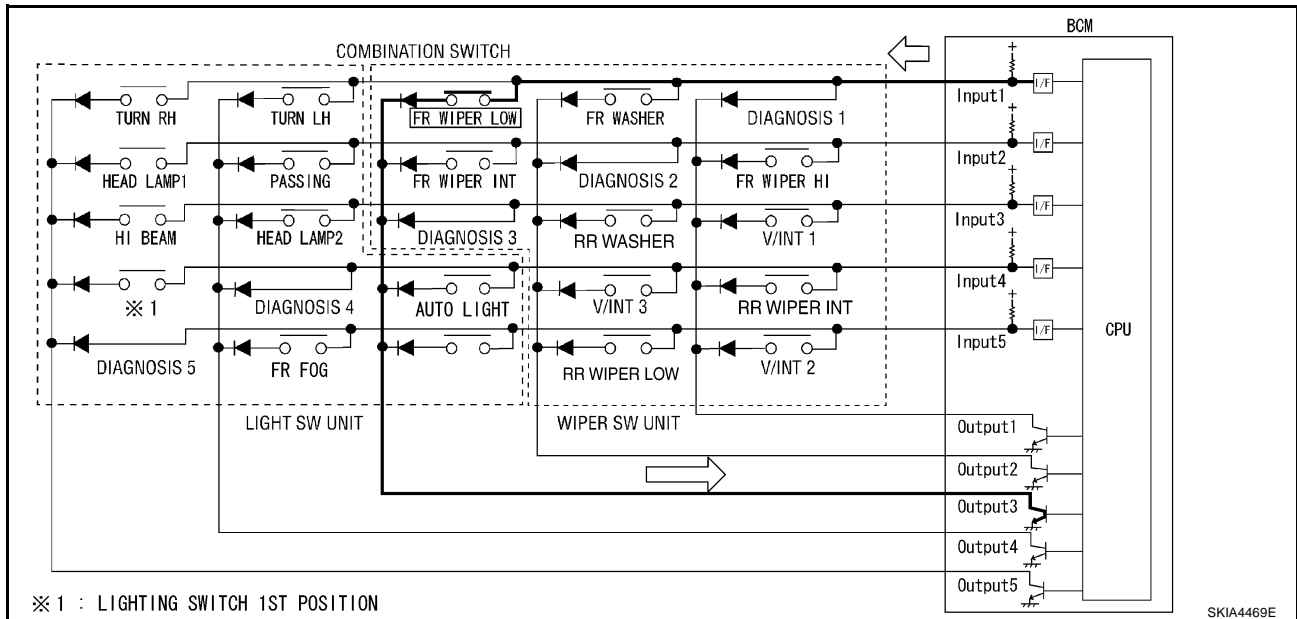 BCM
COMBINATION SWITCH
I/F
Input1
TURN RH TURN LH FR WIPER LOW FR WASHER DIAGNOSIS 1
I/F
Input2
HEAD LAMP1 PASSING FR WIPER INT DIAGNOSIS 2 FR WIPER HI
I/F
Input3
HI BEAM HEAD LAMP2 DIAGNOSIS 3 RR WASHER V/INT 1
I/F
Input4
※1 DIAGNOSIS 4 AUTO LIGHT V/INT 3 RR WIPER INT
I/F
CPU
Input5
DIAGNOSIS 5 FR FOG RR WIPER LOW V/INT 2
LIGHT SW UNIT WIPER SW UNIT
Output1
Output2
Output3
Output4
Output5
※1 : LIGHTING SWITCH 1ST POSITION
SKIA4469E